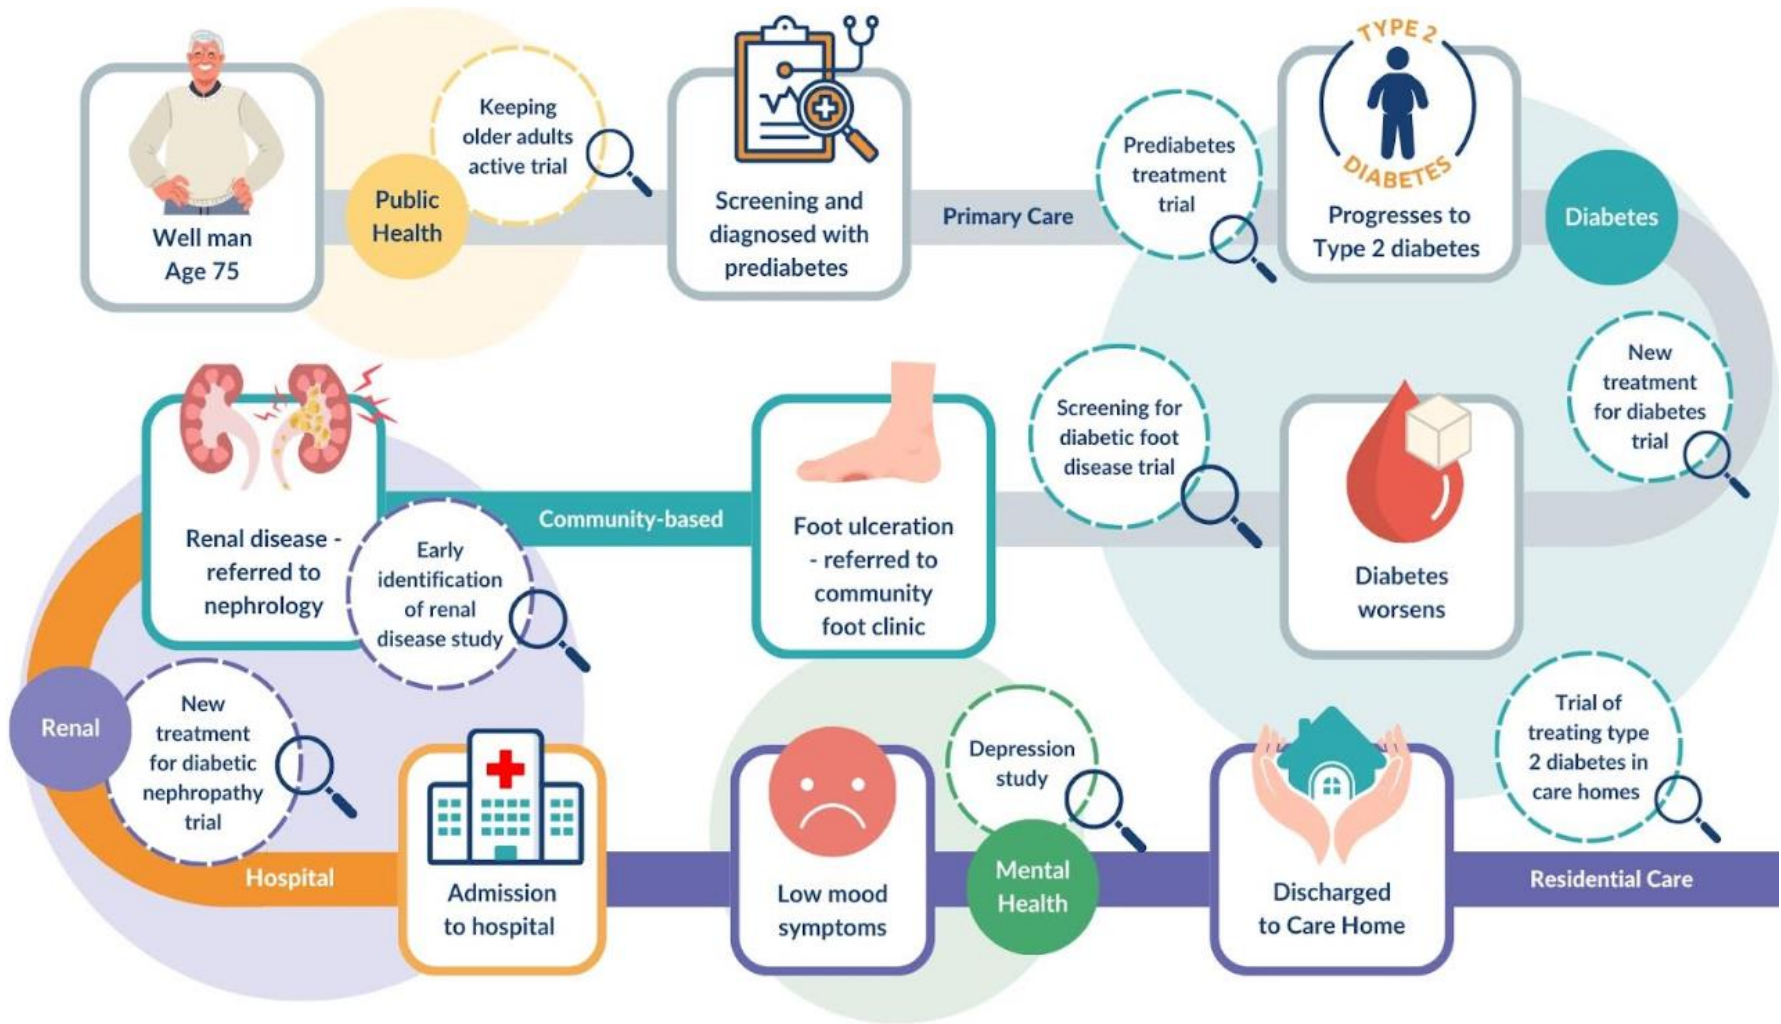 Well man
Age 75
Public
Health
Keeping
older adults
active trial
Screening and
diagnosed with
prediabetes
Primary Care
Prediabetes
treatment
trial
TYPE 2
DIABETES
Progresses to
Type 2 diabetes
Diabetes
New
treatment
for diabetes
trial
Diabetes
worsens
Screening for
diabetic foot
disease trial
Foot ulceration
- referred to
community
foot clinic
Community-based
Early
identification
of renal
disease study
Renal disease -
referred to
nephrology
Renal
New
treatment
for diabetic
nephropathy
trial
Hospital
Admission
to hospital
Low mood
symptoms
Depression
study
Mental
Health
Discharged
to Care Home
Trial of
treating type
2 diabetes in
care homes
Residential Care